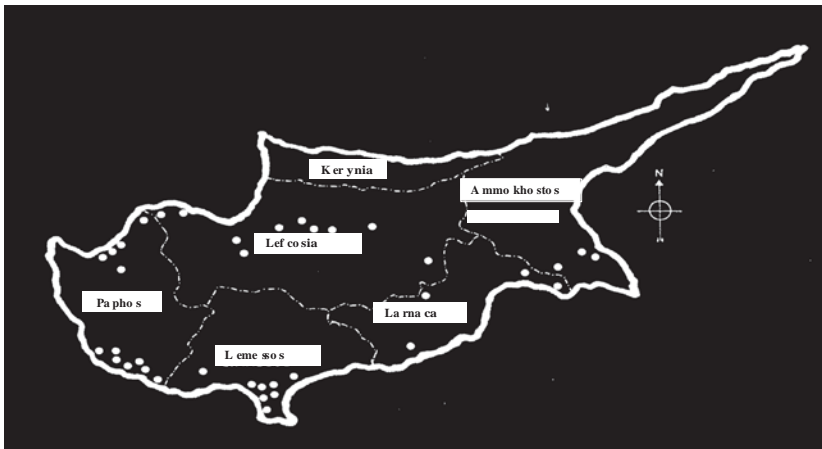 Kerynia
Ammokhostos
N
Lefcosia
Paphos
Larnaca
Lemessos